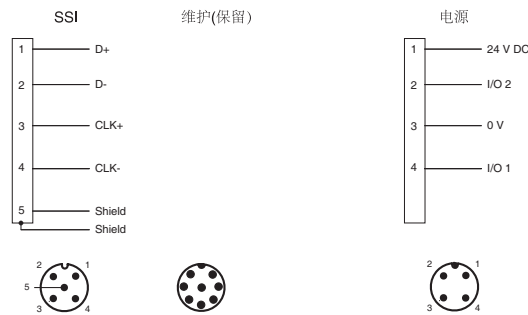 SSI
1 D+
2 D-
3 CLK+
4 CLK-
5 Shield
Shield
2 1
5
3 4
维护(保留)
电源
1 24 V DC
2 I/O 2
3 0 V
4 I/O 1
2 1
3 4